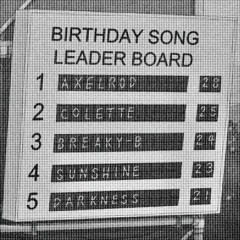 BIRTHDAY SONG
LEADER BOARD
1 AXELROD 28
2 COLETTE 25
3 BREAKY-B 24
4 SUNSHINE 23
5 DARKNESS 21